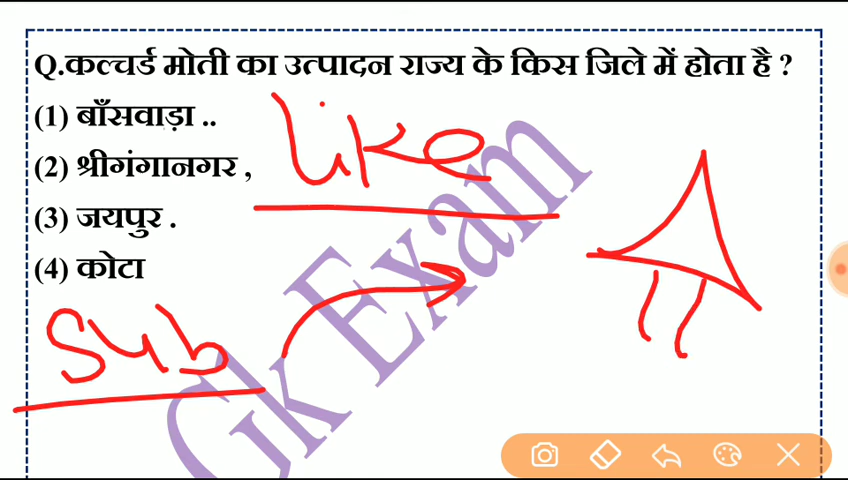 Q.कल्चर्ड मोती का उत्पादन राज्य के किस जिले में होता है ?
(1) बाँसवाड़ा ..
(2) श्रीगंगानगर ,
(3) जयपुर .
(4) कोटा
like
Sub
Gk Exam